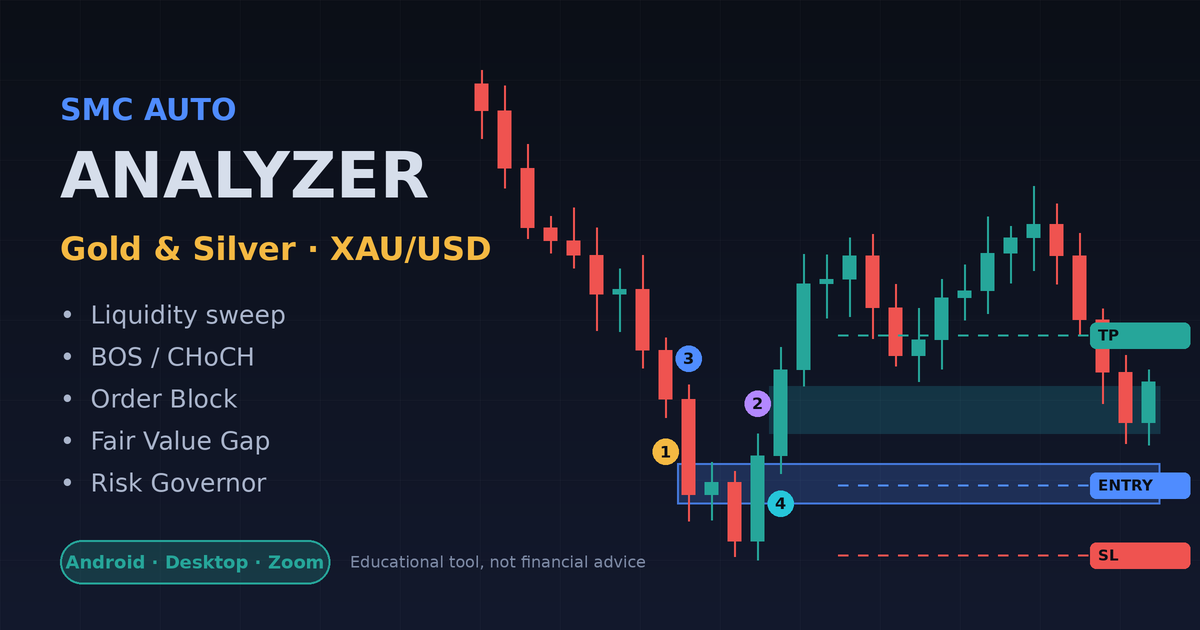 SMC AUTO
ANALYZER
Gold & Silver · XAU/USD
• Liquidity sweep
• BOS / CHoCH
• Order Block
• Fair Value Gap
• Risk Governor
Android · Desktop · Zoom
Educational tool, not financial advice
3
2
1
4
TP
ENTRY
SL